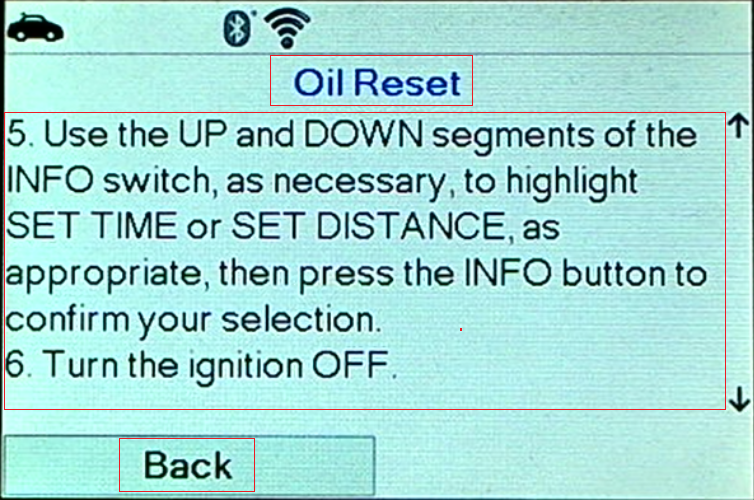 Oil Reset
5. Use the UP and DOWN segments of the
INFO switch, as necessary, to highlight
SET TIME or SET DISTANCE, as
appropriate, then press the INFO button to
confirm your selection.
6. Turn the ignition OFF.
Back